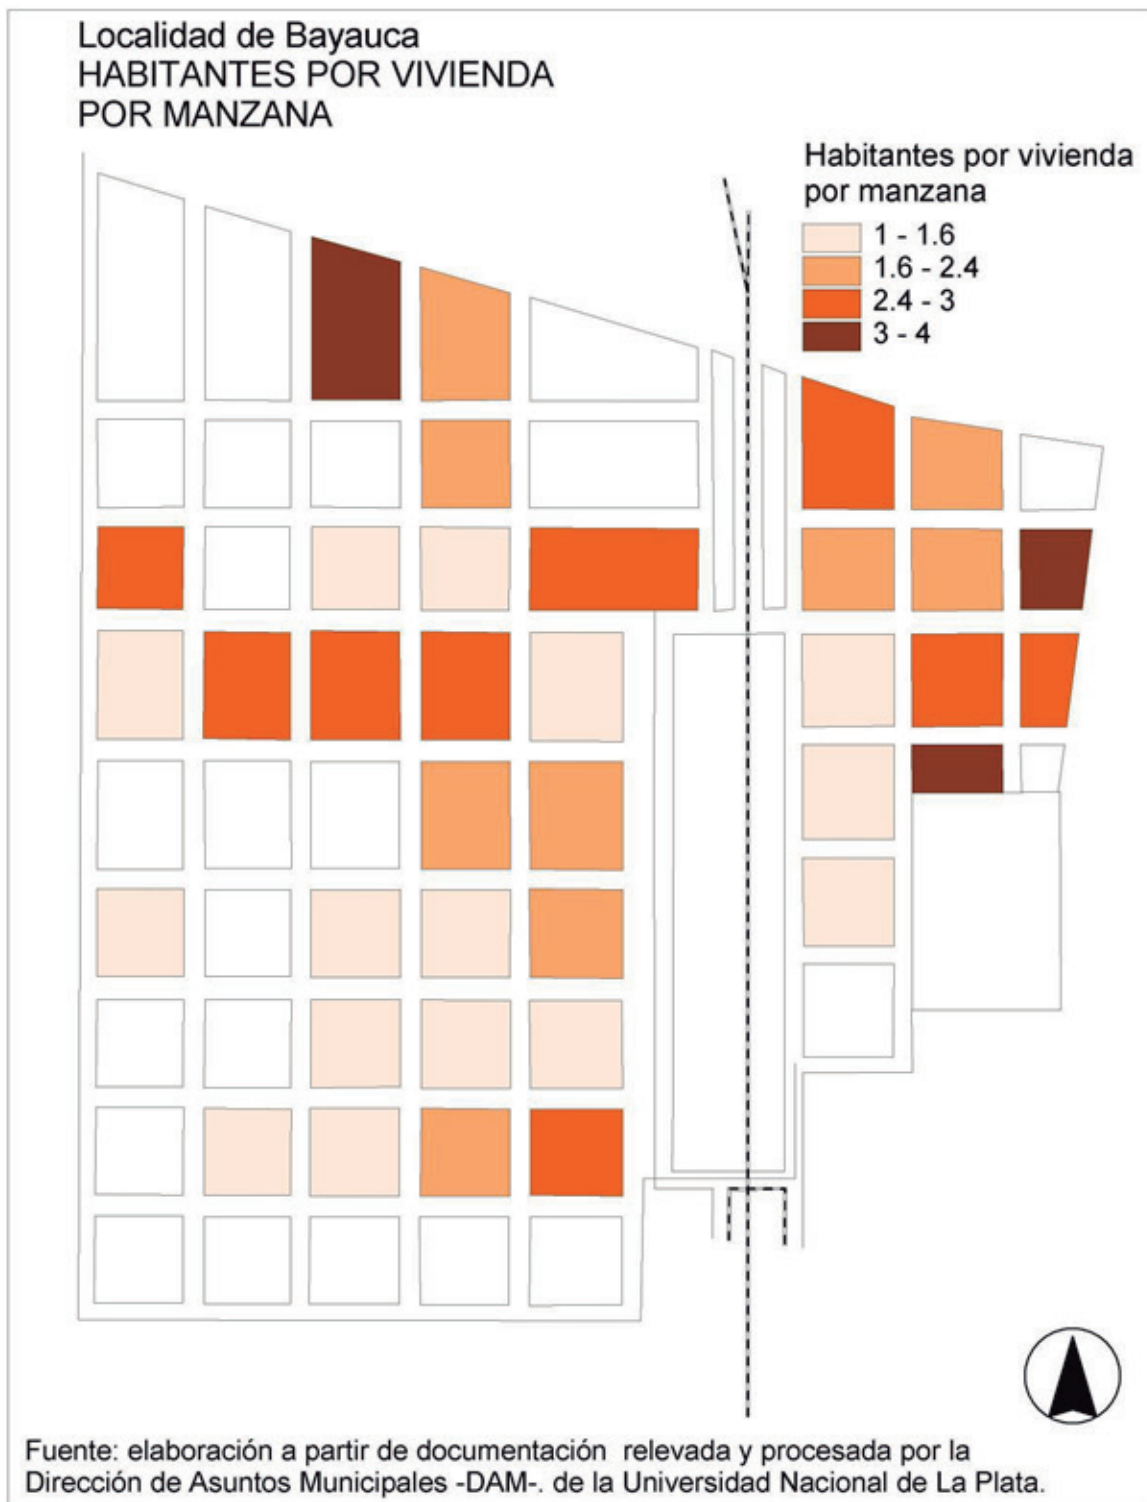 Localidad de Bayauca
HABITANTES POR VIVIENDA
POR MANZANA
Habitantes por vivienda
por manzana
1 - 1.6
1.6 - 2.4
2.4 - 3
3 - 4
Fuente: elaboración a partir de documentación relevada y procesada por la
Dirección de Asuntos Municipales -DAM-. de la Universidad Nacional de La Plata.